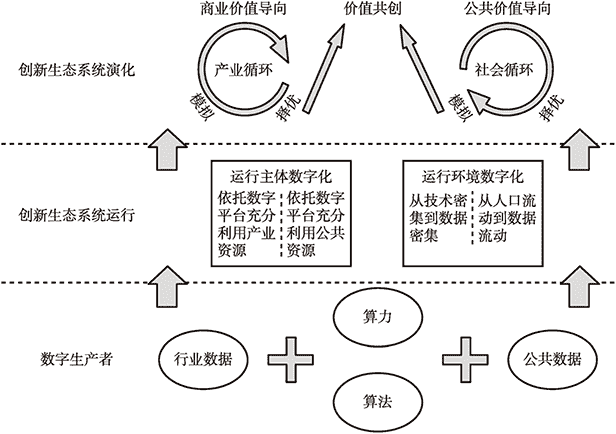 商业价值导向
价值共创
公共价值导向
创新生态系统演化
产业循环
模拟
择优
社会循环
模拟
择优
创新生态系统运行
运行主体数字化
依托数字
平台充分
利用产业
资源
依托数字
平台充分
利用公共
资源
运行环境数字化
从技术密
集到数据
密集
从人口流
动到数据
流动
数字生产者
行业数据
算力
算法
公共数据